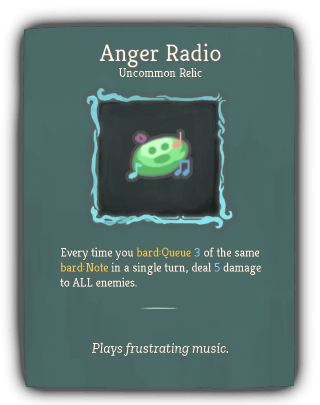 Anger Radio
Uncommon Relic
Every time you bard:Queue 3 of the same
bard:Note in a single turn, deal 5 damage
to ALL enemies.
Plays frustrating music.